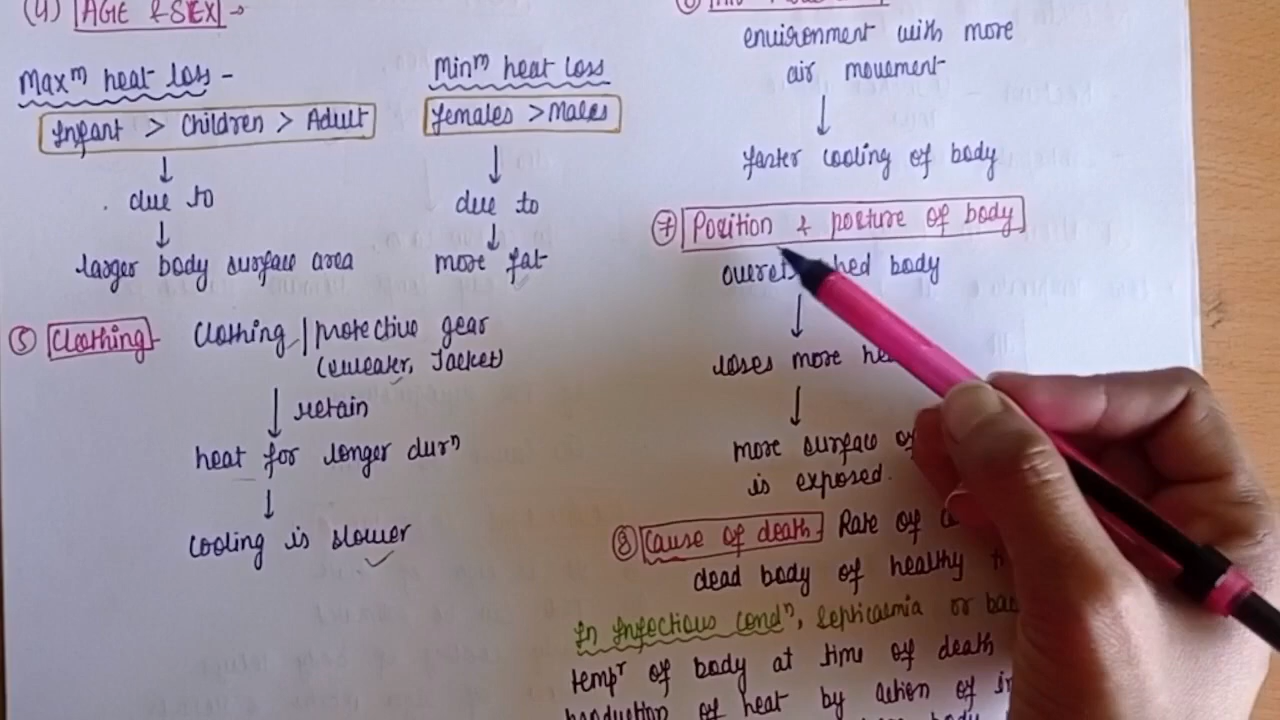 (4) AGE & SEX →
Maxᵐ heat loss -
Infant > Children > Adult
↓
due to
↓
larger body surface area
Minᵐ heat loss
females > Males
↓
due to
↓
more fat
⑤ Clothing - Clothing / protective gear
(sweater, Jacket)
↓ retain
heat for longer durⁿ
↓
cooling is slower
environment with more
air movement
↓
faster cooling of body
⑦ Position & posture of body
body
↓
loses more
↓
more surface of
is exposed.
⑧ Cause of death - Rate of
dead body of healthy
In Infectious condⁿ, septicaemia or
tempʳ of body at time of death
production of heat by action of